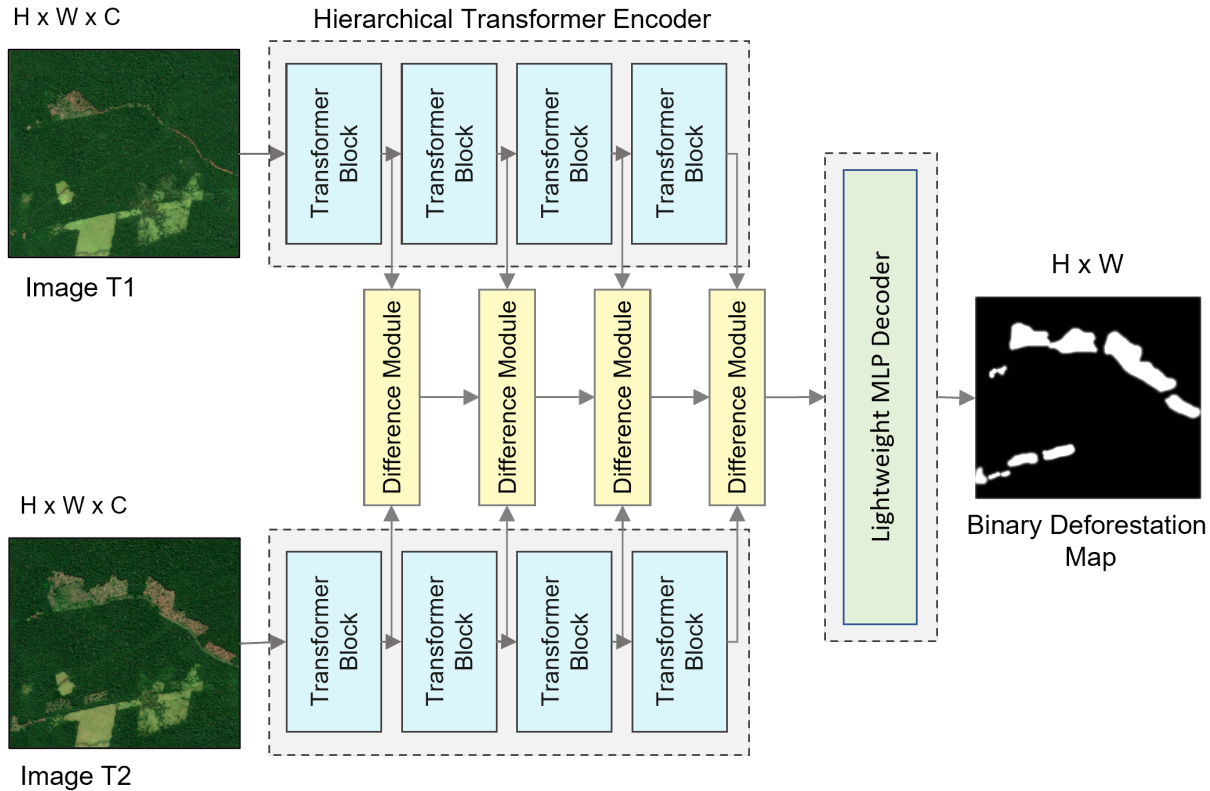 H x W x C
Hierarchical Transformer Encoder
Transformer
Block
Transformer
Block
Transformer
Block
Transformer
Block
Image T1
Difference Module
Difference Module
Difference Module
Difference Module
Lightweight MLP Decoder
H x W
Binary Deforestation
Map
H x W x C
Transformer
Block
Transformer
Block
Transformer
Block
Transformer
Block
Image T2